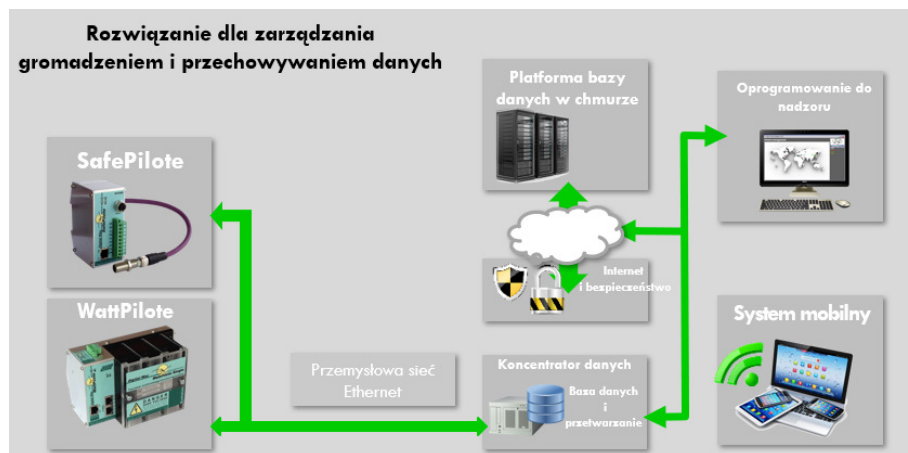 Rozwiązanie dla zarządzania
gromadzeniem i przechowywaniem danych
Platforma bazy
danych w chmurze
Oprogramowanie do
nadzoru
SafePilote
Internet
i bezpieczeństwo
WattPilote
System mobilny
Przemysłowa sieć
Ethernet
Koncentrator danych
Baza danych
i
przetwarzanie
DANGER